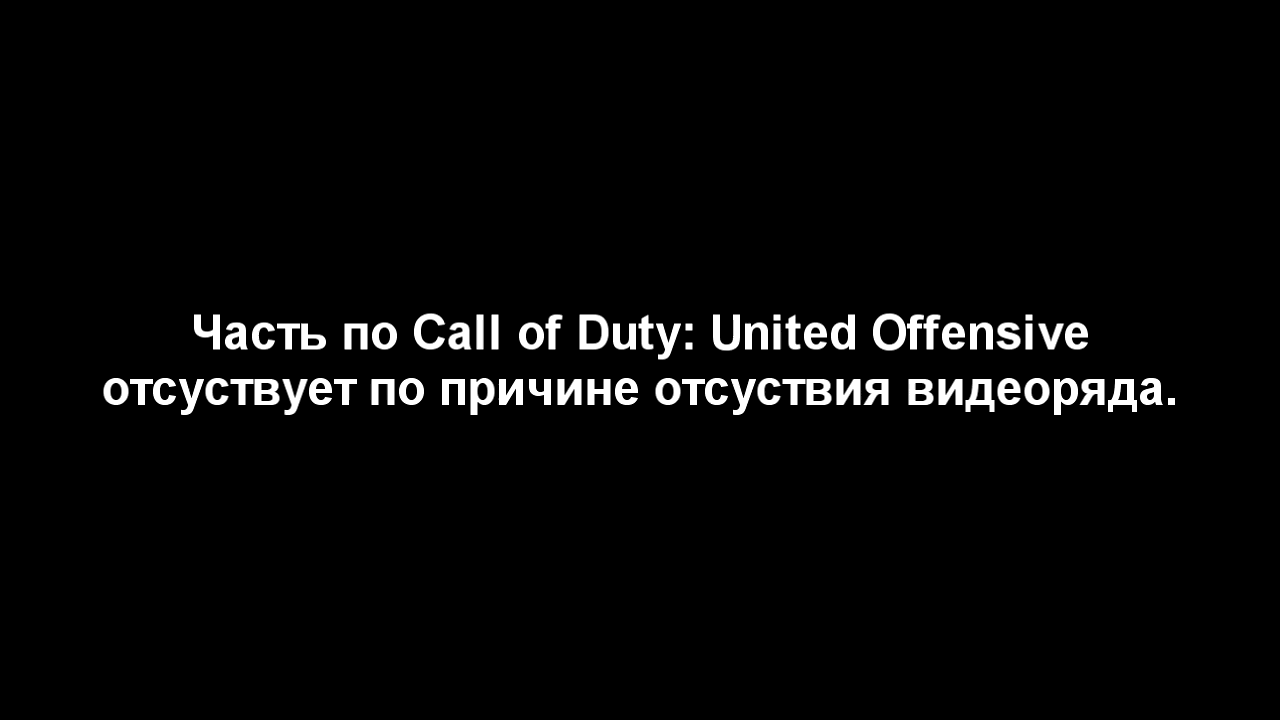 Часть по Call of Duty: United Offensive
отсуствует по причине отсуствия видеоряда.